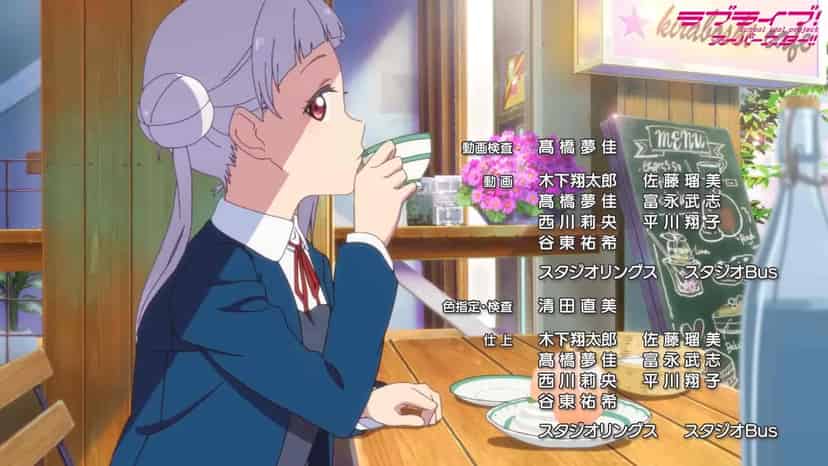 ラブライブ!
School idol project
スーパースター!!
kiraboshi cafe
MENU
動画検査 髙橋夢佳
動画 木下翔太郎 佐藤瑠美
髙橋夢佳 富永武志
西川莉央 平川翔子
谷東祐希
スタジオリングス スタジオBus
色指定・検査 清田直美
仕上 木下翔太郎 佐藤瑠美
髙橋夢佳 富永武志
西川莉央 平川翔子
谷東祐希
スタジオリングス スタジオBus